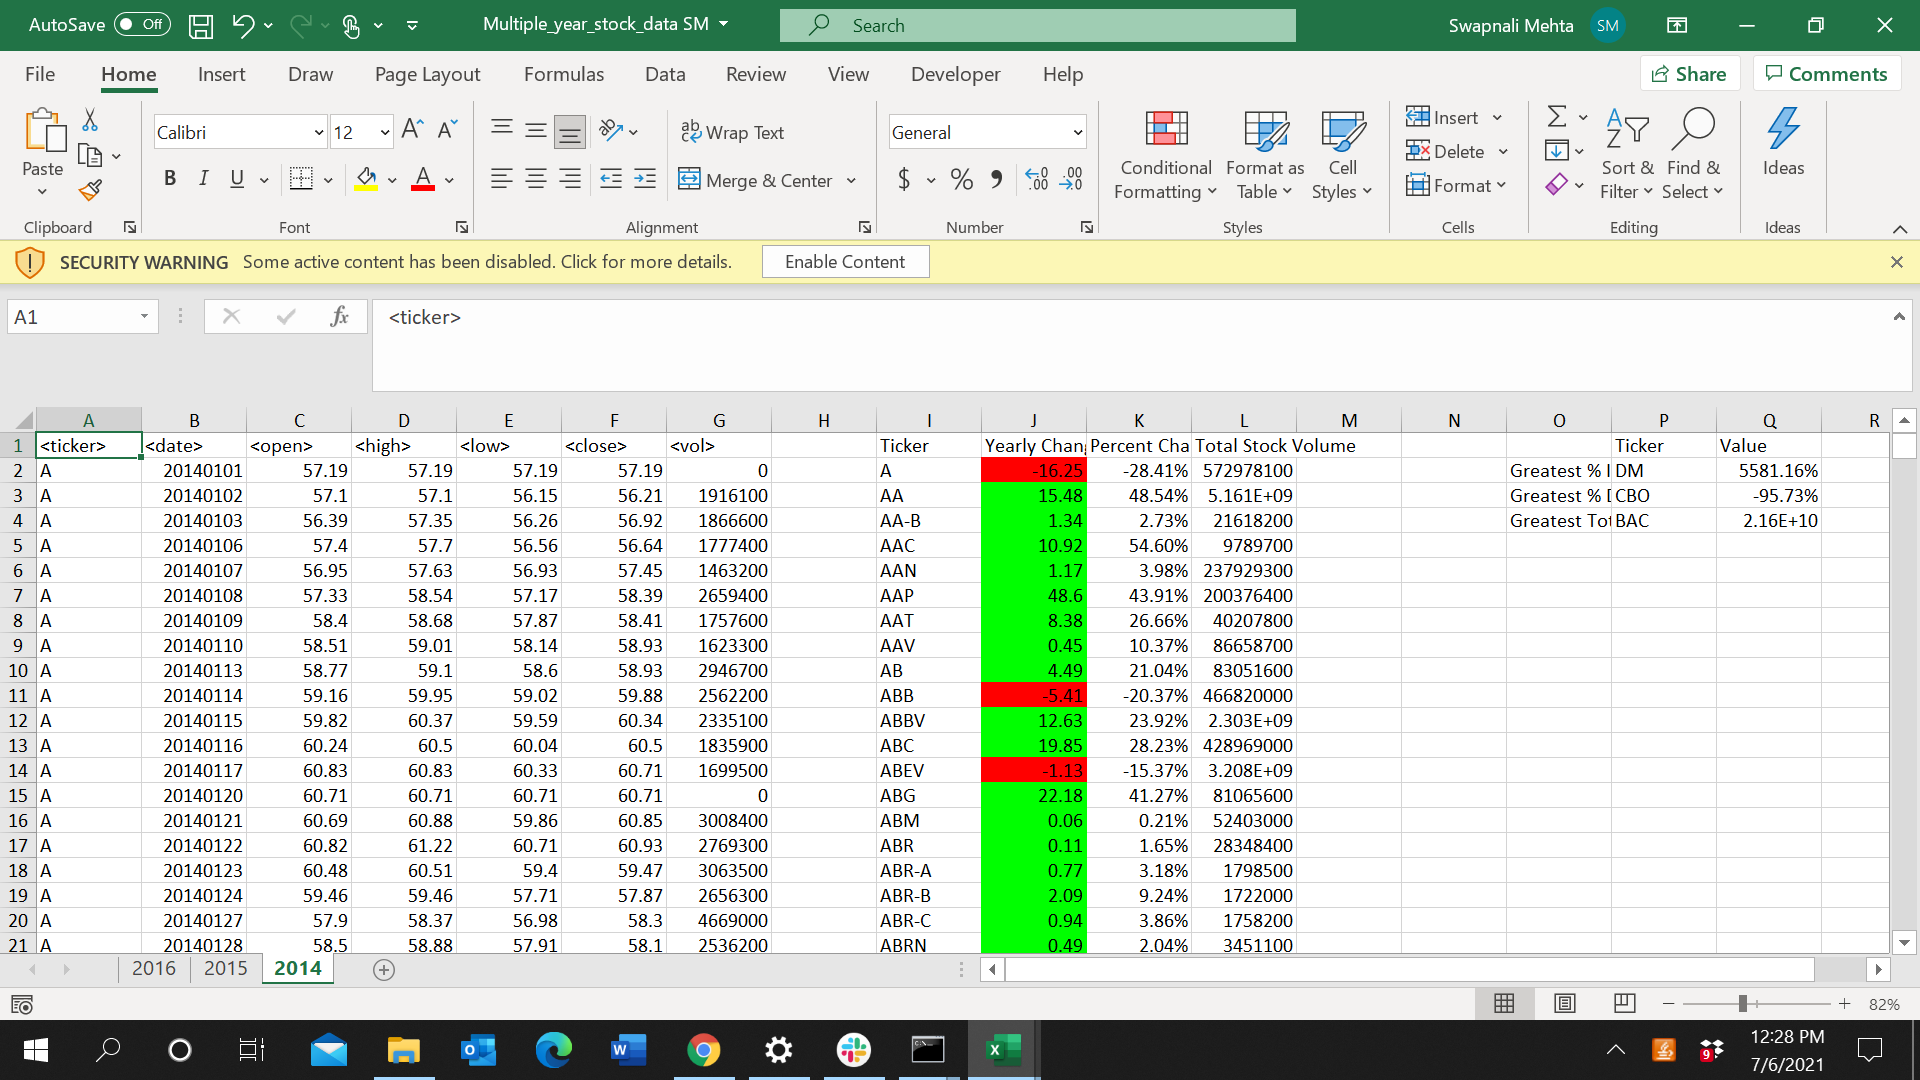 AutoSave Off Multiple_year_stock_data SM Search Swapnali Mehta SM
File Home Insert Draw Page Layout Formulas Data Review View Developer Help Share Comments
Calibri 12 ab Wrap Text General Insert Σ
Paste Conditional Format as Cell Delete Sort & Find & Ideas
B I U A Merge & Center $ % Formatting Table Styles Format Filter Select
Clipboard Font Alignment Number Styles Cells Editing Ideas
SECURITY WARNING Some active content has been disabled. Click for more details. Enable Content
A1 fx <ticker>
A B C D E F G H I J K L M N O P Q R
1 <ticker> <date> <open> <high> <low> <close> <vol> Ticker Yearly Chan Percent Cha Total Stock Volume Ticker Value
2 A 20140101 57.19 57.19 57.19 57.19 0 A -16.25 -28.41% 572978100 Greatest % I DM 5581.16%
3 A 20140102 57.1 57.1 56.15 56.21 1916100 AA 15.48 48.54% 5.161E+09 Greatest % D CBO -95.73%
4 A 20140103 56.39 57.35 56.26 56.92 1866600 AA-B 1.34 2.73% 21618200 Greatest Tot BAC 2.16E+10
5 A 20140106 57.4 57.7 56.56 56.64 1777400 AAC 10.92 54.60% 9789700
6 A 20140107 56.95 57.63 56.93 57.45 1463200 AAN 1.17 3.98% 237929300
7 A 20140108 57.33 58.54 57.17 58.39 2659400 AAP 48.6 43.91% 200376400
8 A 20140109 58.4 58.68 57.87 58.41 1757600 AAT 8.38 26.66% 40207800
9 A 20140110 58.51 59.01 58.14 58.93 1623300 AAV 0.45 10.37% 86658700
10 A 20140113 58.77 59.1 58.6 58.93 2946700 AB 4.49 21.04% 83051600
11 A 20140114 59.16 59.95 59.02 59.88 2562200 ABB -5.41 -20.37% 466820000
12 A 20140115 59.82 60.37 59.59 60.34 2335100 ABBV 12.63 23.92% 2.303E+09
13 A 20140116 60.24 60.5 60.04 60.5 1835900 ABC 19.85 28.23% 428969000
14 A 20140117 60.83 60.83 60.33 60.71 1699500 ABEV -1.13 -15.37% 3.208E+09
15 A 20140120 60.71 60.71 60.71 60.71 0 ABG 22.18 41.27% 81065600
16 A 20140121 60.69 60.88 59.86 60.85 3008400 ABM 0.06 0.21% 52403000
17 A 20140122 60.82 61.22 60.71 60.93 2769300 ABR 0.11 1.65% 28348400
18 A 20140123 60.48 60.51 59.4 59.47 3063500 ABR-A 0.77 3.18% 1798500
19 A 20140124 59.46 59.46 57.71 57.87 2656300 ABR-B 2.09 9.24% 1722000
20 A 20140127 57.9 58.37 56.98 58.3 4669000 ABR-C 0.94 3.86% 1758200
21 A 20140128 58.5 58.88 57.91 58.1 2536200 ABRN 0.49 2.04% 3451100
2016 2015 2014
82%
12:28 PM
9 7/6/2021